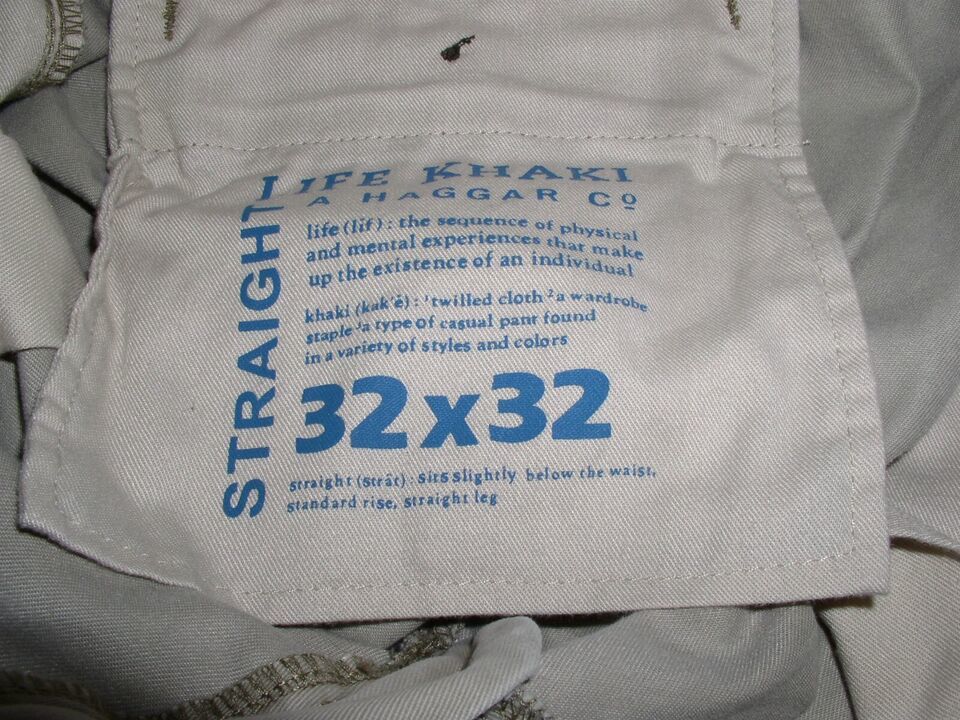 LIFE KHAKI
A HAGGAR Cº
STRAIGHT
life (līf) : the sequence of physical
and mental experiences that make
up the existence of an individual
khaki (kak'ē) : ¹twilled cloth ²a wardrobe
staple ³a type of casual pant found
in a variety of styles and colors
32x32
straight (strāt) : sits slightly below the waist,
standard rise, straight leg